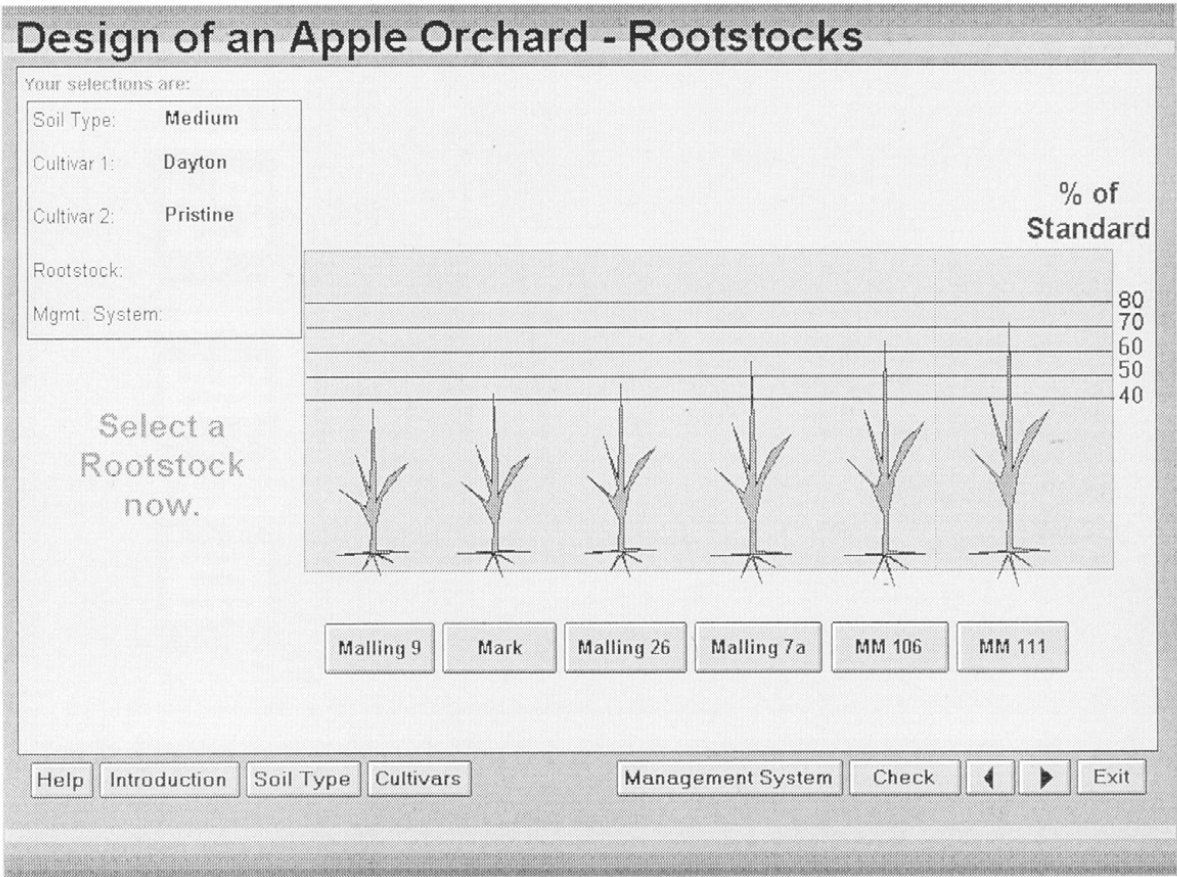 Design of an Apple Orchard - Rootstocks
Your selections are:
Soil Type: Medium
Cultivar 1: Dayton
Cultivar 2: Pristine
Rootstock:
Mgmt. System:
Select a
Rootstock
now.
% of
Standard
80
70
60
50
40
Malling 9 Mark Malling 26 Malling 7a MM 106 MM 111
Help Introduction Soil Type Cultivars Management System Check Exit